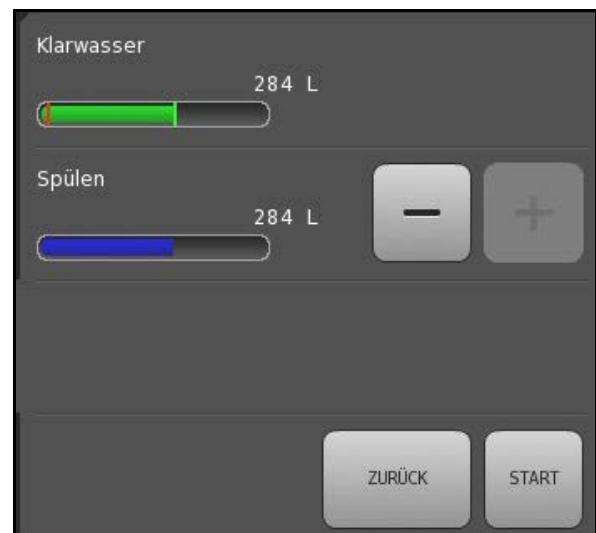 Klarwasser
284 L
Spülen
284 L
− +
ZURÜCK START